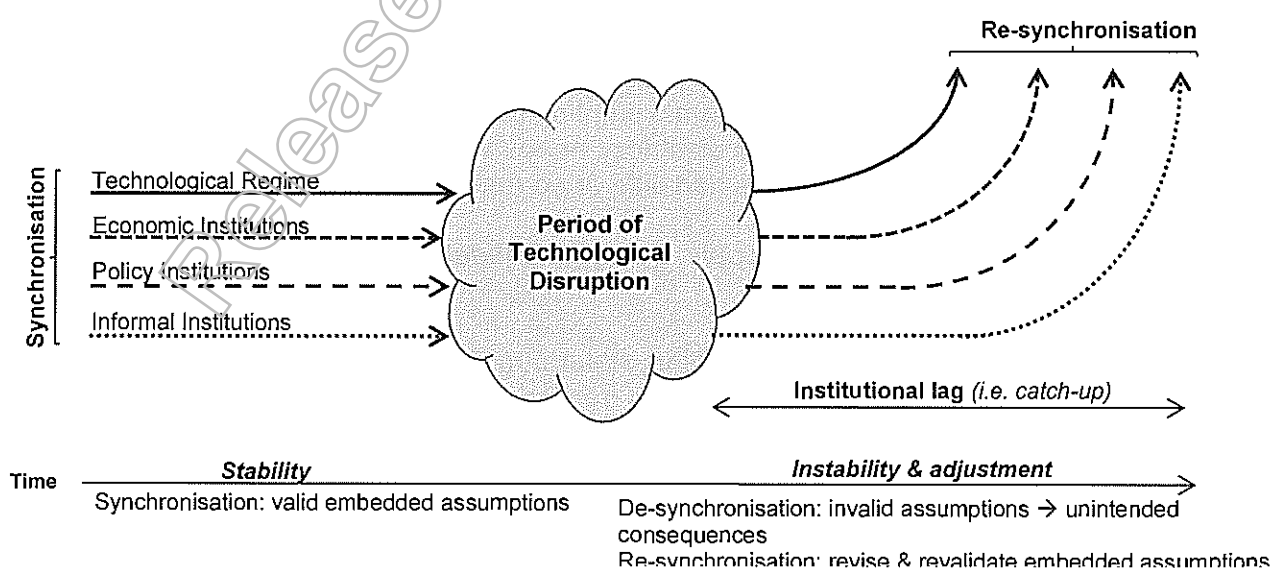 Release
Re-synchronisation
Synchronisation
Technological Regime
Economic Institutions
Policy institutions
Informal Institutions
Period of
Technological
Disruption
Institutional lag (i.e. catch-up)
Time
Stability
Instability & adjustment
Synchronisation: valid embedded assumptions
De-synchronisation: invalid assumptions → unintended
consequences
Re-synchronisation: revise & revalidate embedded assumptions